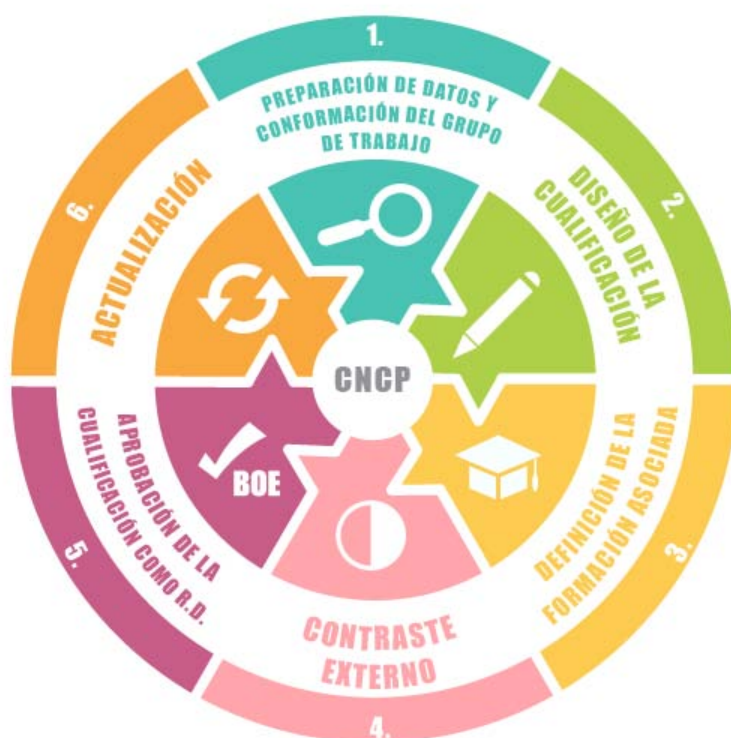 1.
PREPARACIÓN DE DATOS Y
CONFORMACIÓN DEL GRUPO
DE TRABAJO
2.
DISEÑO DE LA
CUALIFICACIÓN
3.
DEFINICIÓN DE LA
FORMACIÓN ASOCIADA
4.
CONTRASTE
EXTERNO
5.
APROBACIÓN DE LA
CUALIFICACIÓN COMO R.D.
BOE
6.
ACTUALIZACIÓN
CNCP